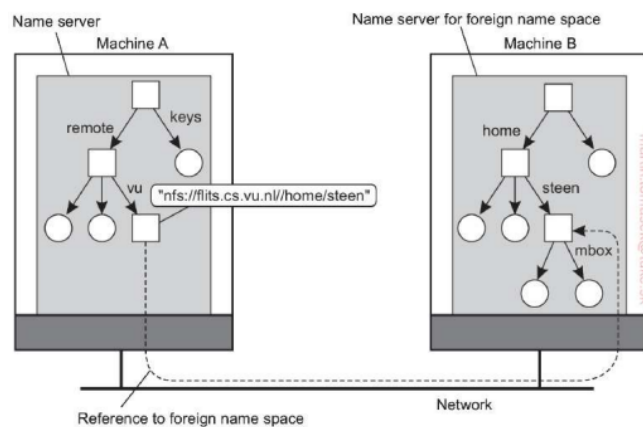 Name server
Name server for foreign name space
Machine A
Machine B
keys
remote
home
vu
steen
"nfs://flits.cs.vu.nl//home/steen"
mbox
Network
Reference to foreign name space